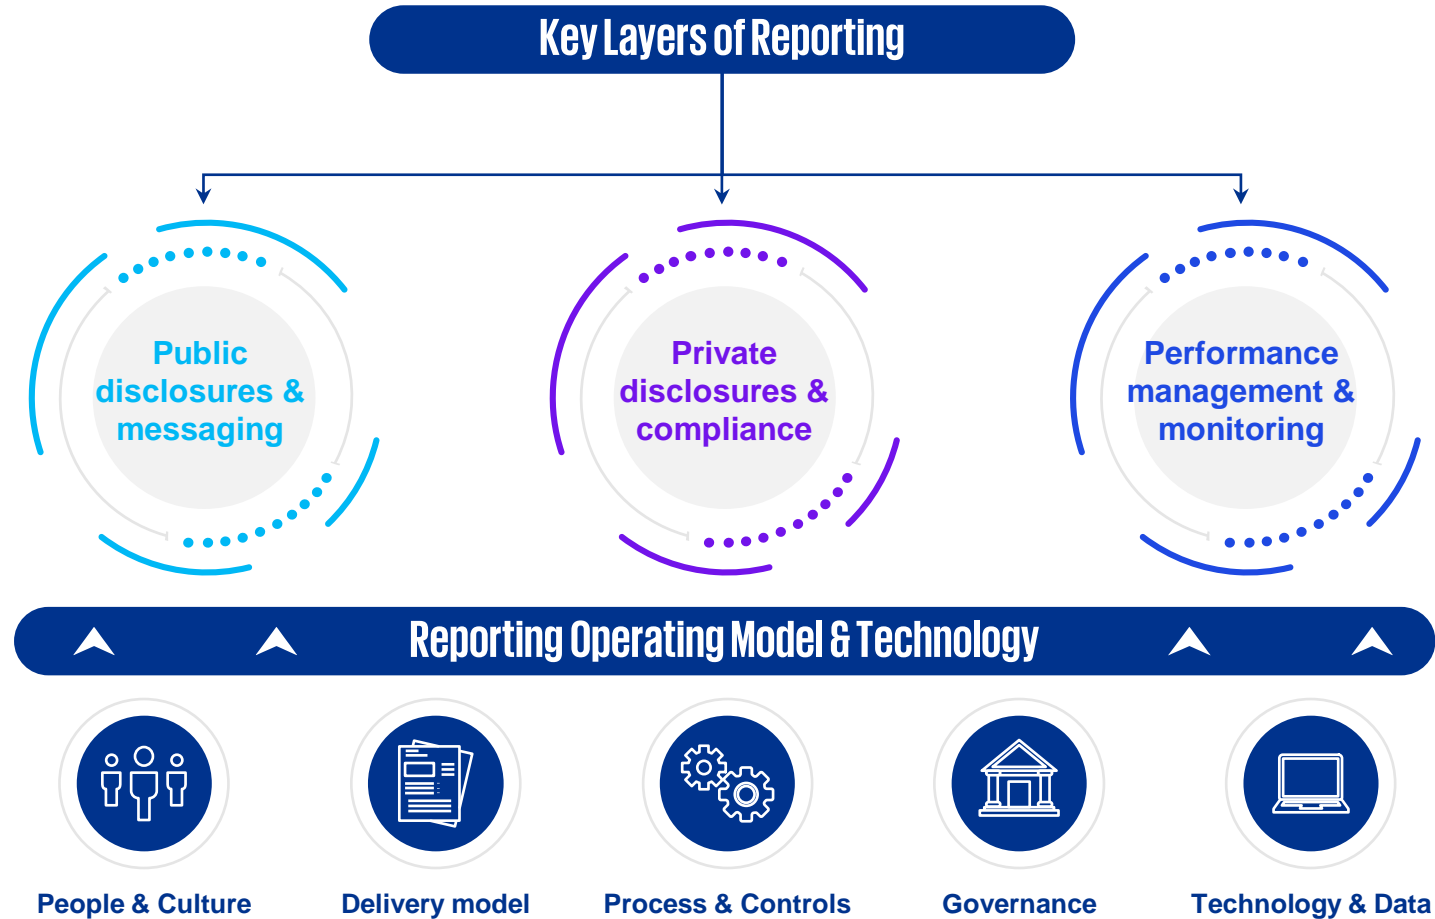 Key Layers of Reporting
Public
disclosures &
messaging
Private
disclosures &
compliance
Performance
management &
monitoring
Reporting Operating Model & Technology
People & Culture
Delivery model
Process & Controls
Governance
Technology & Data